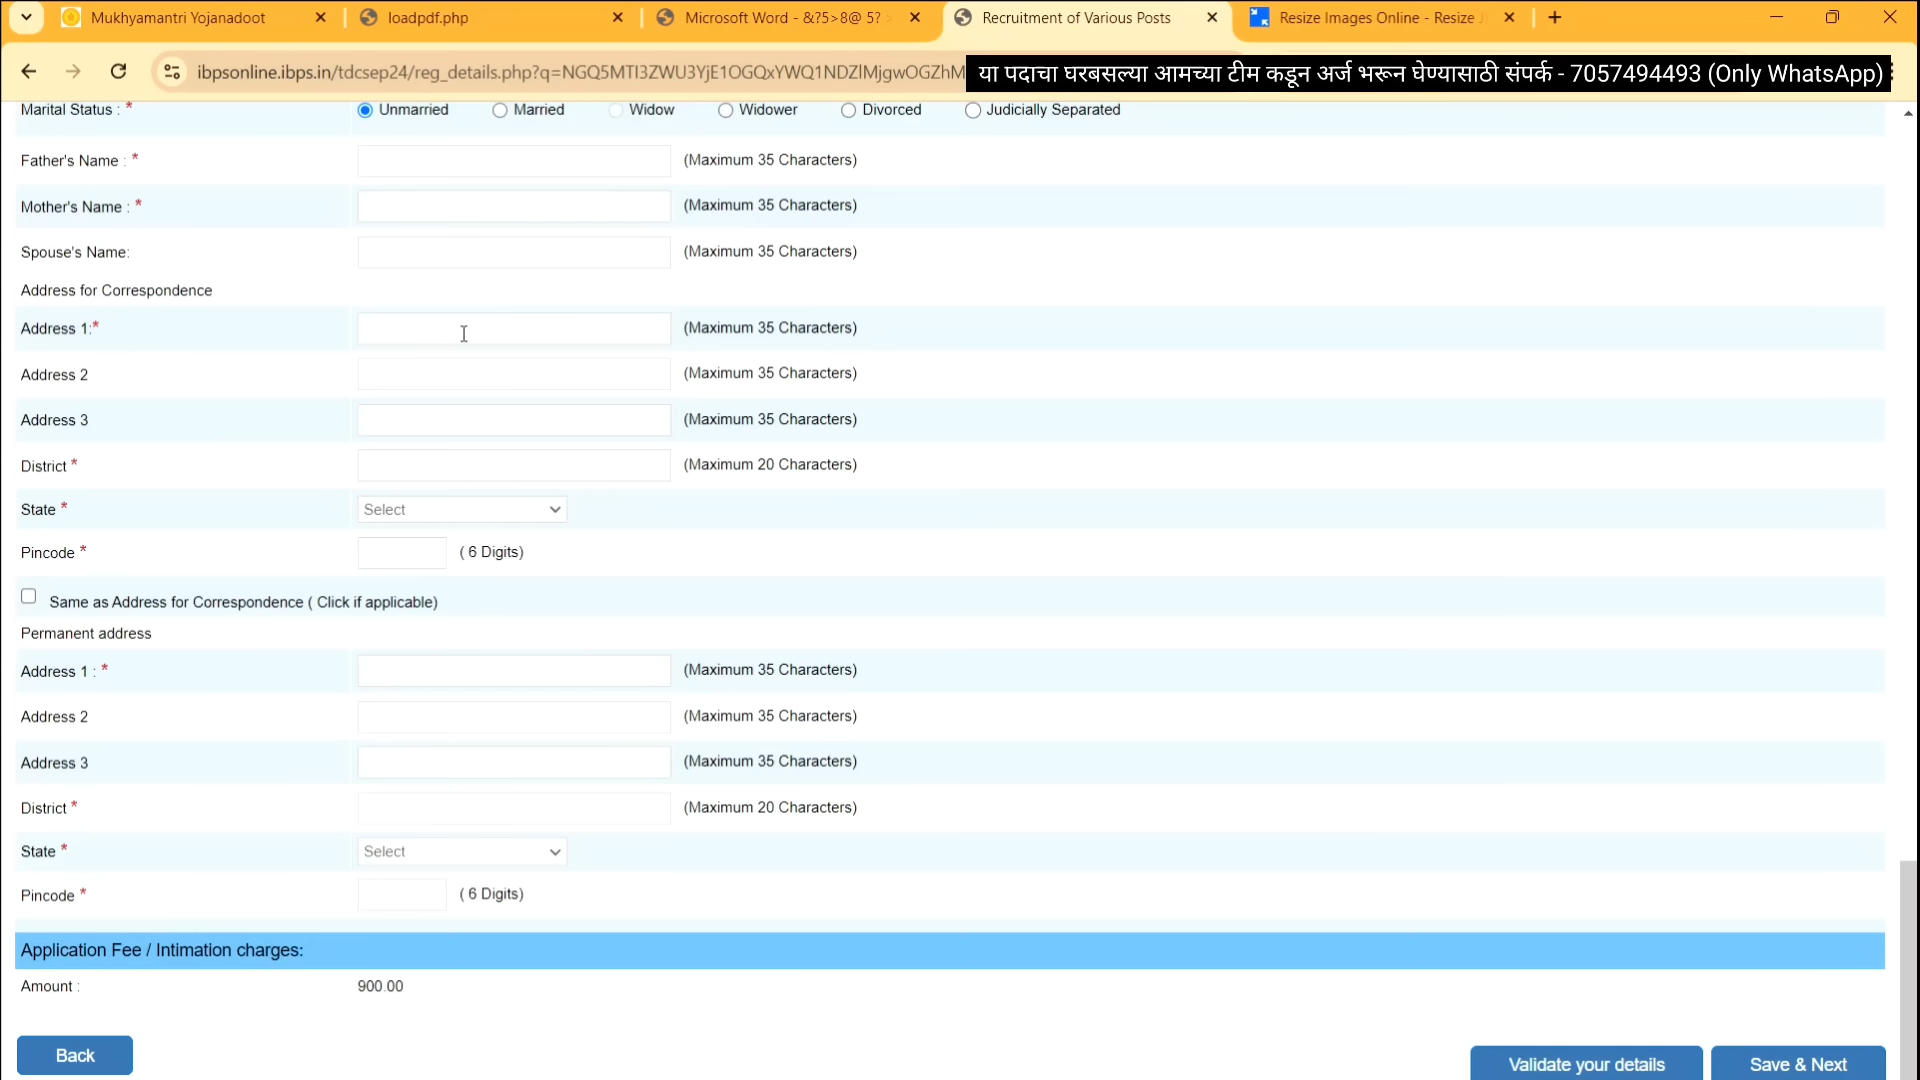 Mukhyamantri Yojanadoot
loadpdf.php
Microsoft Word - &?5>8@ 5?
Recruitment of Various Posts
Resize Images Online - Resize
ibpsonline.ibps.in/tdcsep24/reg_details.php?q=NGQ5MTI3ZWU3YjE1OGQxYWQ1NDZlMjgwOGZhM
या पदाचा घरबसल्या आमच्या टीम कडून अर्ज भरून घेण्यासाठी संपर्क - 7057494493 (Only WhatsApp)
Marital Status : * Unmarried Married Widow Widower Divorced Judicially Separated
Father's Name : * (Maximum 35 Characters)
Mother's Name : * (Maximum 35 Characters)
Spouse's Name: (Maximum 35 Characters)
Address for Correspondence
Address 1:* (Maximum 35 Characters)
Address 2 (Maximum 35 Characters)
Address 3 (Maximum 35 Characters)
District * (Maximum 20 Characters)
State * Select
Pincode * ( 6 Digits)
Same as Address for Correspondence ( Click if applicable)
Permanent address
Address 1 : * (Maximum 35 Characters)
Address 2 (Maximum 35 Characters)
Address 3 (Maximum 35 Characters)
District * (Maximum 20 Characters)
State * Select
Pincode * ( 6 Digits)
Application Fee / Intimation charges:
Amount : 900.00
Back
Validate your details
Save & Next